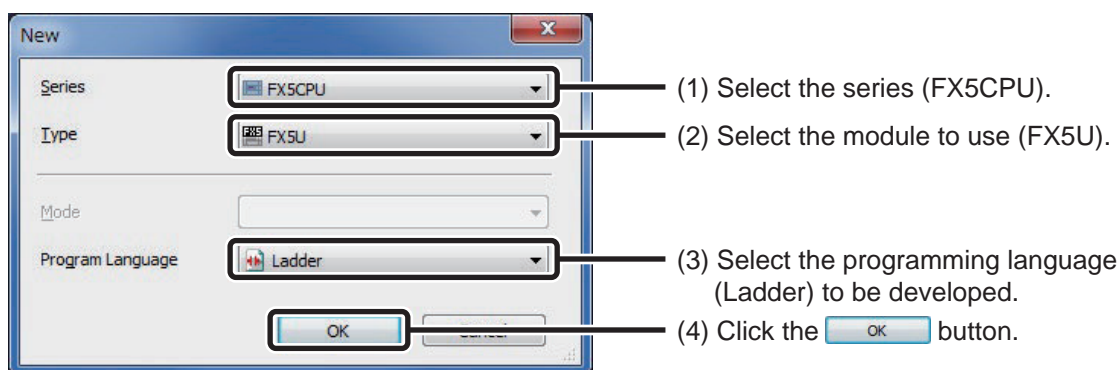 New
Series
FX5CPU
(1) Select the series (FX5CPU).
Type
FX5
FX5U
(2) Select the module to use (FX5U).
Mode
Program Language
Ladder
(3) Select the programming language
(Ladder) to be developed.
OK
(4) Click the OK button.